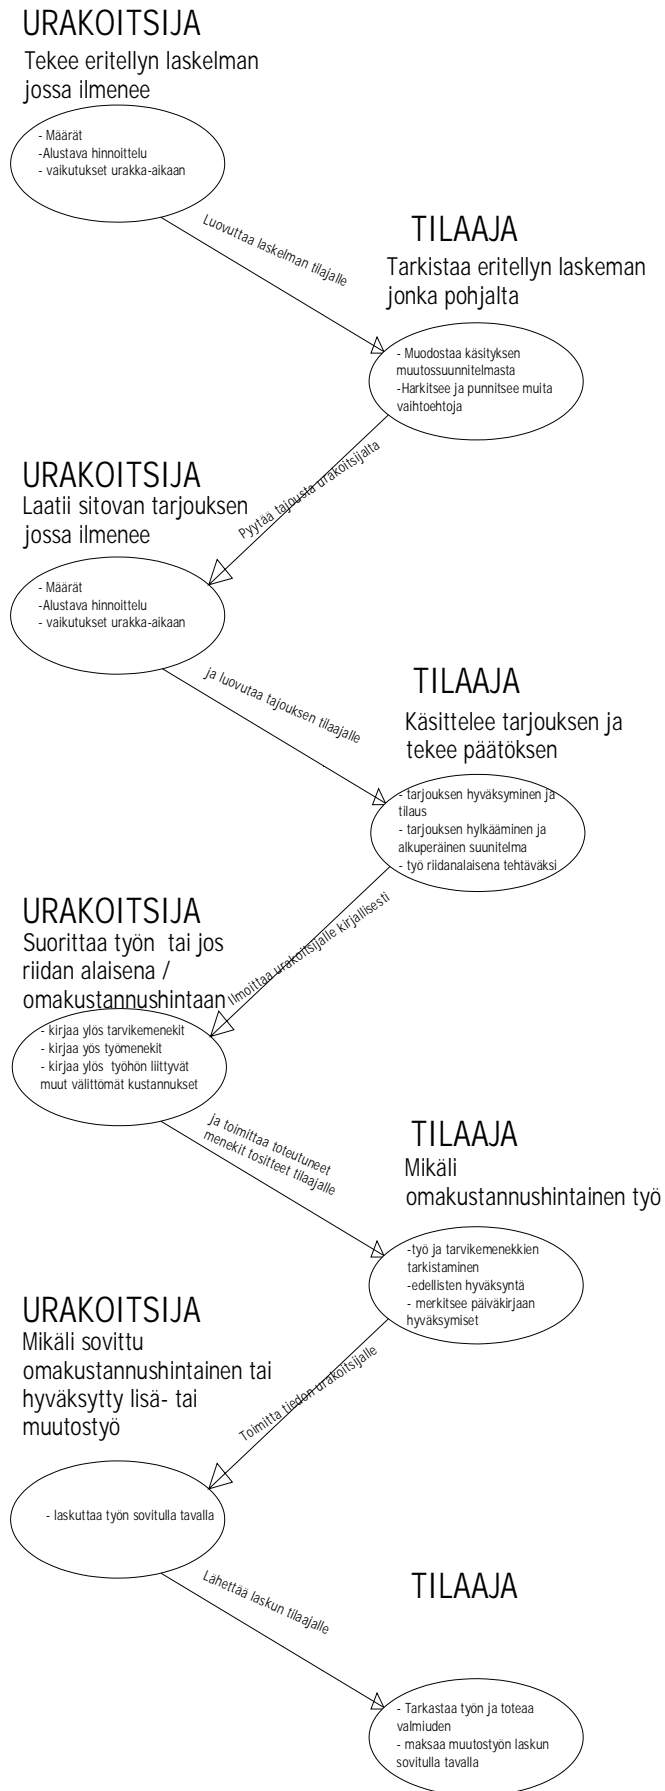 URAKOITSIJA
Tekee eritellyn laskelman
jossa ilmenee
- Määrät
-Alustava hinnoittelu
- vaikutukset urakka-aikaan
Luovuttaa laskelman tilajalle
TILAAJA
Tarkistaa eritellyn laskeman
jonka pohjalta
- Muodostaa käsityksen
muutossuunnitelmasta
-Harkitsee ja punnitsee muita
vaihtoehtoja
Pyytää tajousta urakoitsijalta
URAKOITSIJA
Laatii sitovan tarjouksen
jossa ilmenee
- Määrät
-Alustava hinnoittelu
- vaikutukset urakka-aikaan
ja luovutaa tajouksen tilaajalle
TILAAJA
Käsittelee tarjouksen ja
tekee päätöksen
- tarjouksen hyväksyminen ja
tilaus
- tarjouksen hylkääminen ja
alkuperäinen suunitelma
- työ riidanalaisena tehtäväksi
Ilmoittaa urakoitsijalle kirjallisesti
URAKOITSIJA
Suorittaa työn tai jos
riidan alaisena /
omakustannushintaan
- kirjaa ylös tarvikemenekit
- kirjaa yös työmenekit
- kirjaa ylös työhön liittyvät
muut välittömät kustannukset
ja toimittaa toteutuneet
menekit tositteet tilaajalle
TILAAJA
Mikäli
omakustannushintainen työ
-työ ja tarvikemenekkien
tarkistaminen
-edellisten hyväksyntä
- merkitsee päiväkirjaan
hyväksymiset
Toimitta tiedon urakoitsijalle
URAKOITSIJA
Mikäli sovittu
omakustannushintainen tai
hyväksytty lisä- tai
muutostyö
- laskuttaa työn sovitulla tavalla
Lähettää laskun tilaajalle
TILAAJA
- Tarkastaa työn ja toteaa
valmiuden
- maksaa muutostyön laskun
sovitulla tavalla